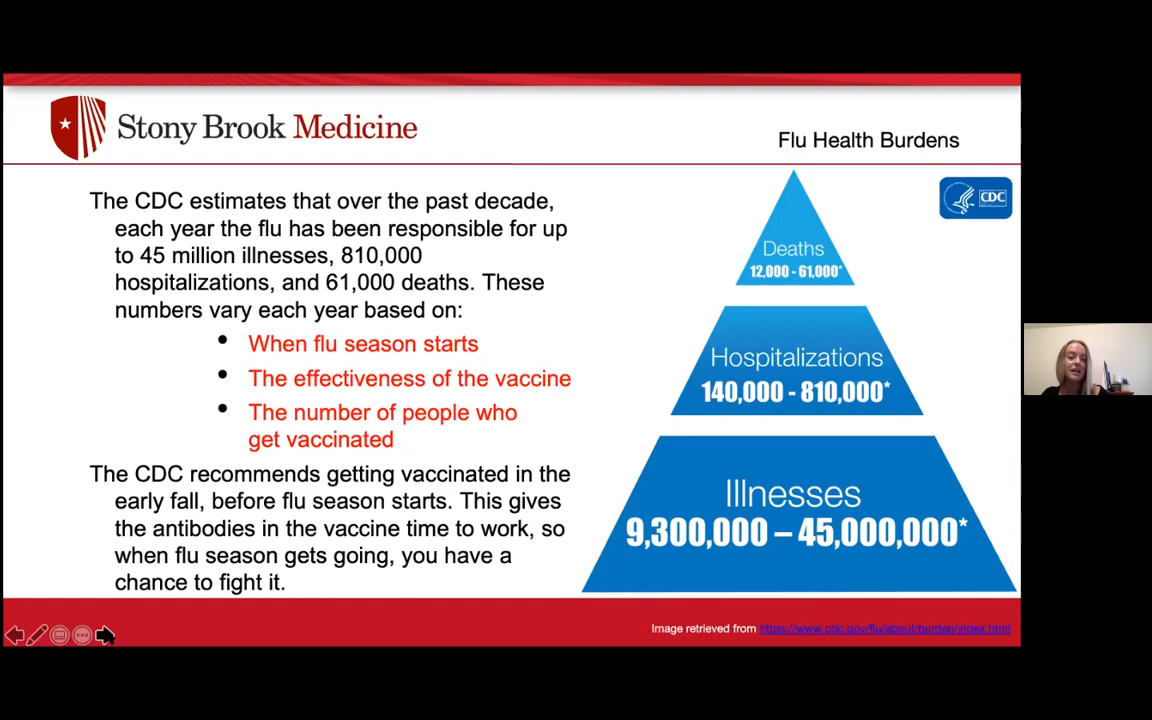 Stony Brook Medicine
Flu Health Burdens
The CDC estimates that over the past decade,
each year the flu has been responsible for up
to 45 million illnesses, 810,000
hospitalizations, and 61,000 deaths. These
numbers vary each year based on:
• When flu season starts
• The effectiveness of the vaccine
• The number of people who
get vaccinated
The CDC recommends getting vaccinated in the
early fall, before flu season starts. This gives
the antibodies in the vaccine time to work, so
when flu season gets going, you have a
chance to fight it.
CDC
Deaths
12,000 - 61,000*
Hospitalizations
140,000 - 810,000*
Illnesses
9,300,000 – 45,000,000*
Image retrieved from https://www.cdc.gov/flu/about/burden/index.html